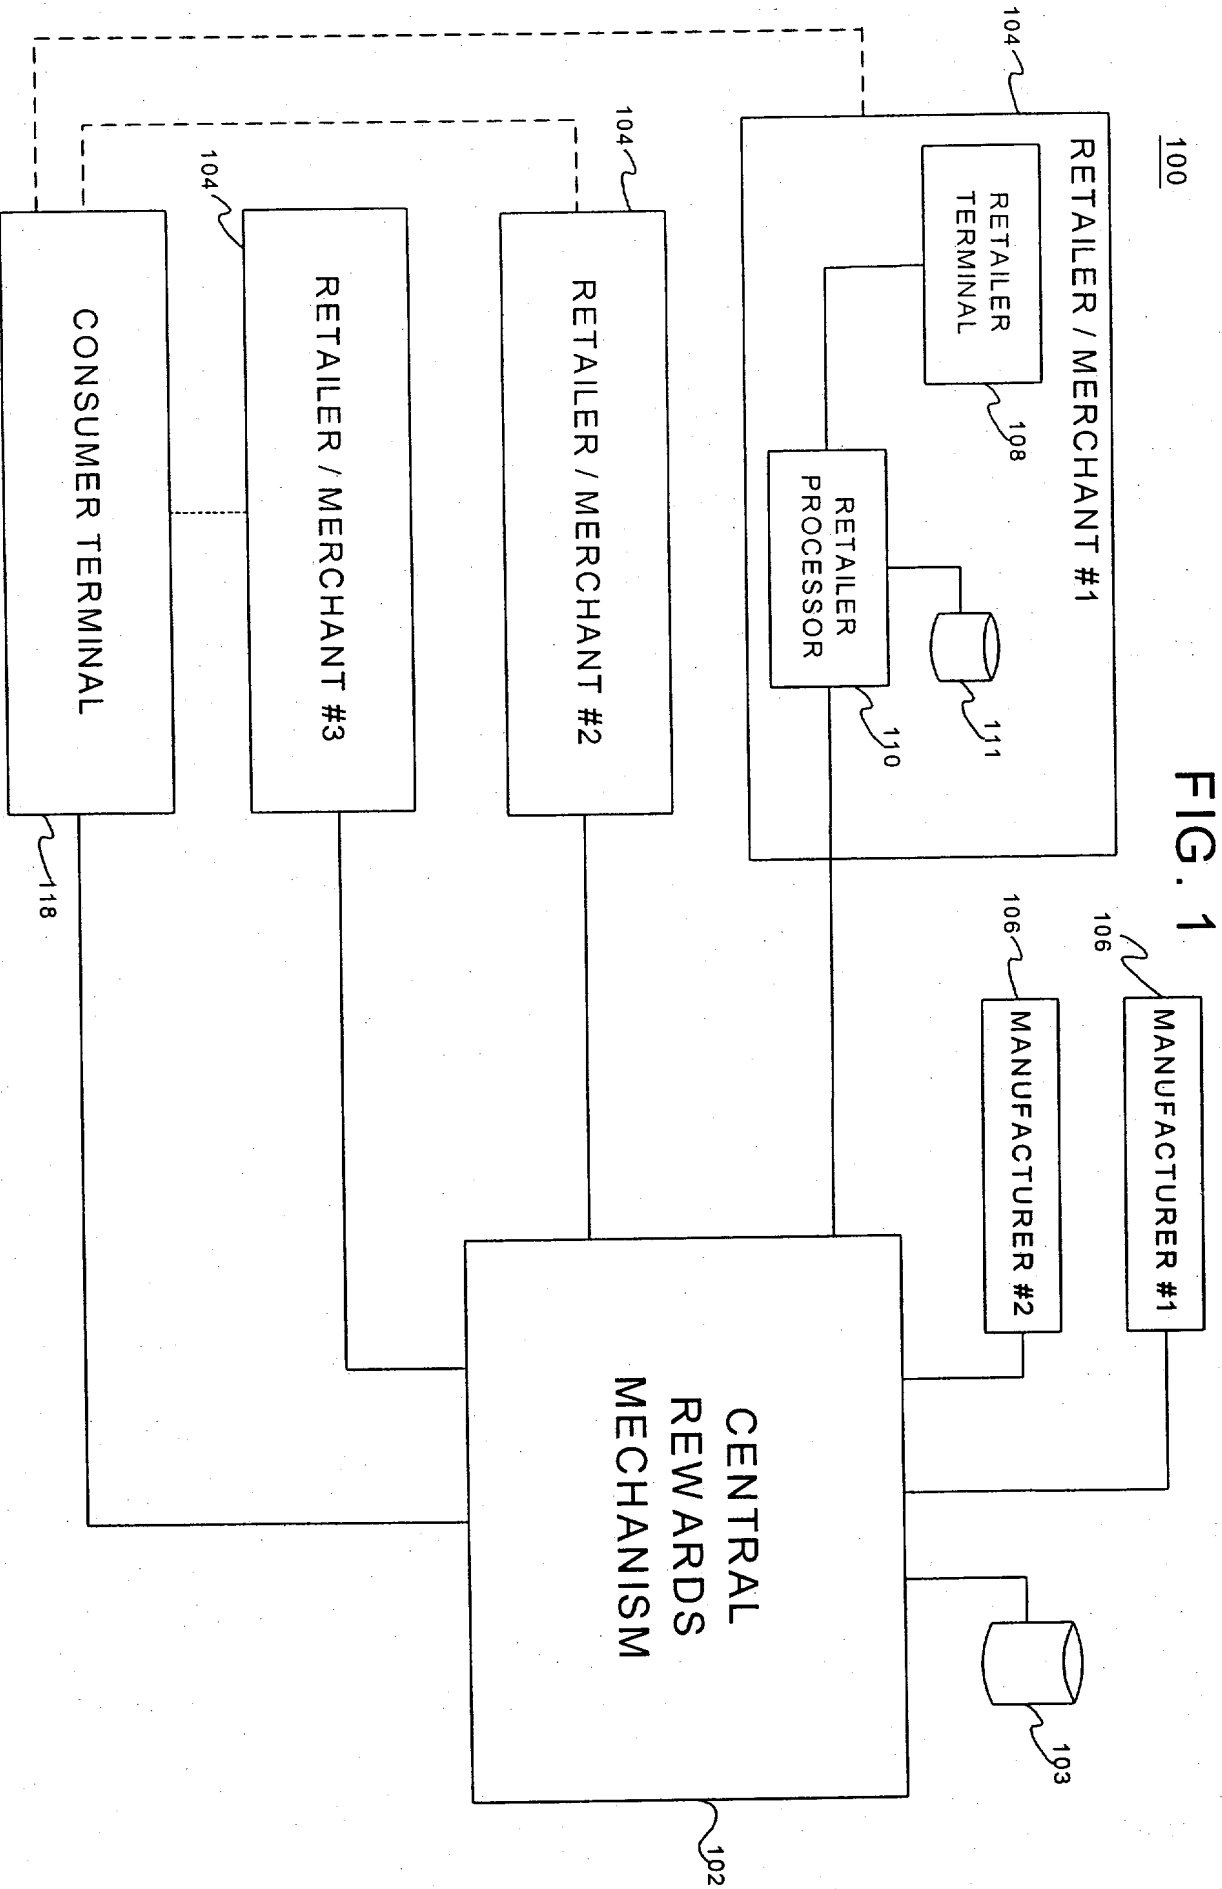 FIG. 1
100
104
RETAILER / MERCHANT #1
RETAILER
TERMINAL
108
RETAILER
PROCESSOR
110
111
106
MANUFACTURER #1
106
MANUFACTURER #2
104
RETAILER / MERCHANT #2
104
RETAILER / MERCHANT #3
CONSUMER TERMINAL
118
CENTRAL
REWARDS
MECHANISM
103
102